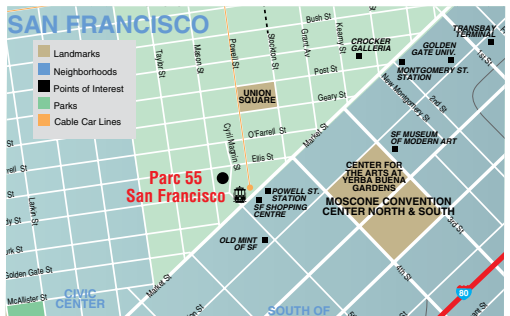 SAN FRANCISCO
Landmarks
Neighborhoods
Points of Interest
Parks
Cable Car Lines
Bush St
Taylor St
Mason St
Powell St
Stockton St
Grant Av
Kearny St
CROCKER
GALLERIA
TRANSBAY
TERMINAL
GOLDEN
GATE UNIV.
1st St
MONTGOMERY ST.
STATION
Post St
UNION
SQUARE
Geary St
New Montgomery St
2nd St
Cyril Magnin St
O'Farrell St
Market St
SF MUSEUM
OF MODERN ART
Ellis St
CENTER FOR
THE ARTS AT
YERBA BUENA
GARDENS
Parc 55
San Francisco
POWELL ST.
STATION
SF SHOPPING
CENTRE
MOSCONE CONVENTION
CENTER NORTH & SOUTH
3rd St
Larkin St
OLD MINT
OF SF
4th St
Golden Gate St
Market St
80
McAllister St
CIVIC
CENTER
SOUTH OF